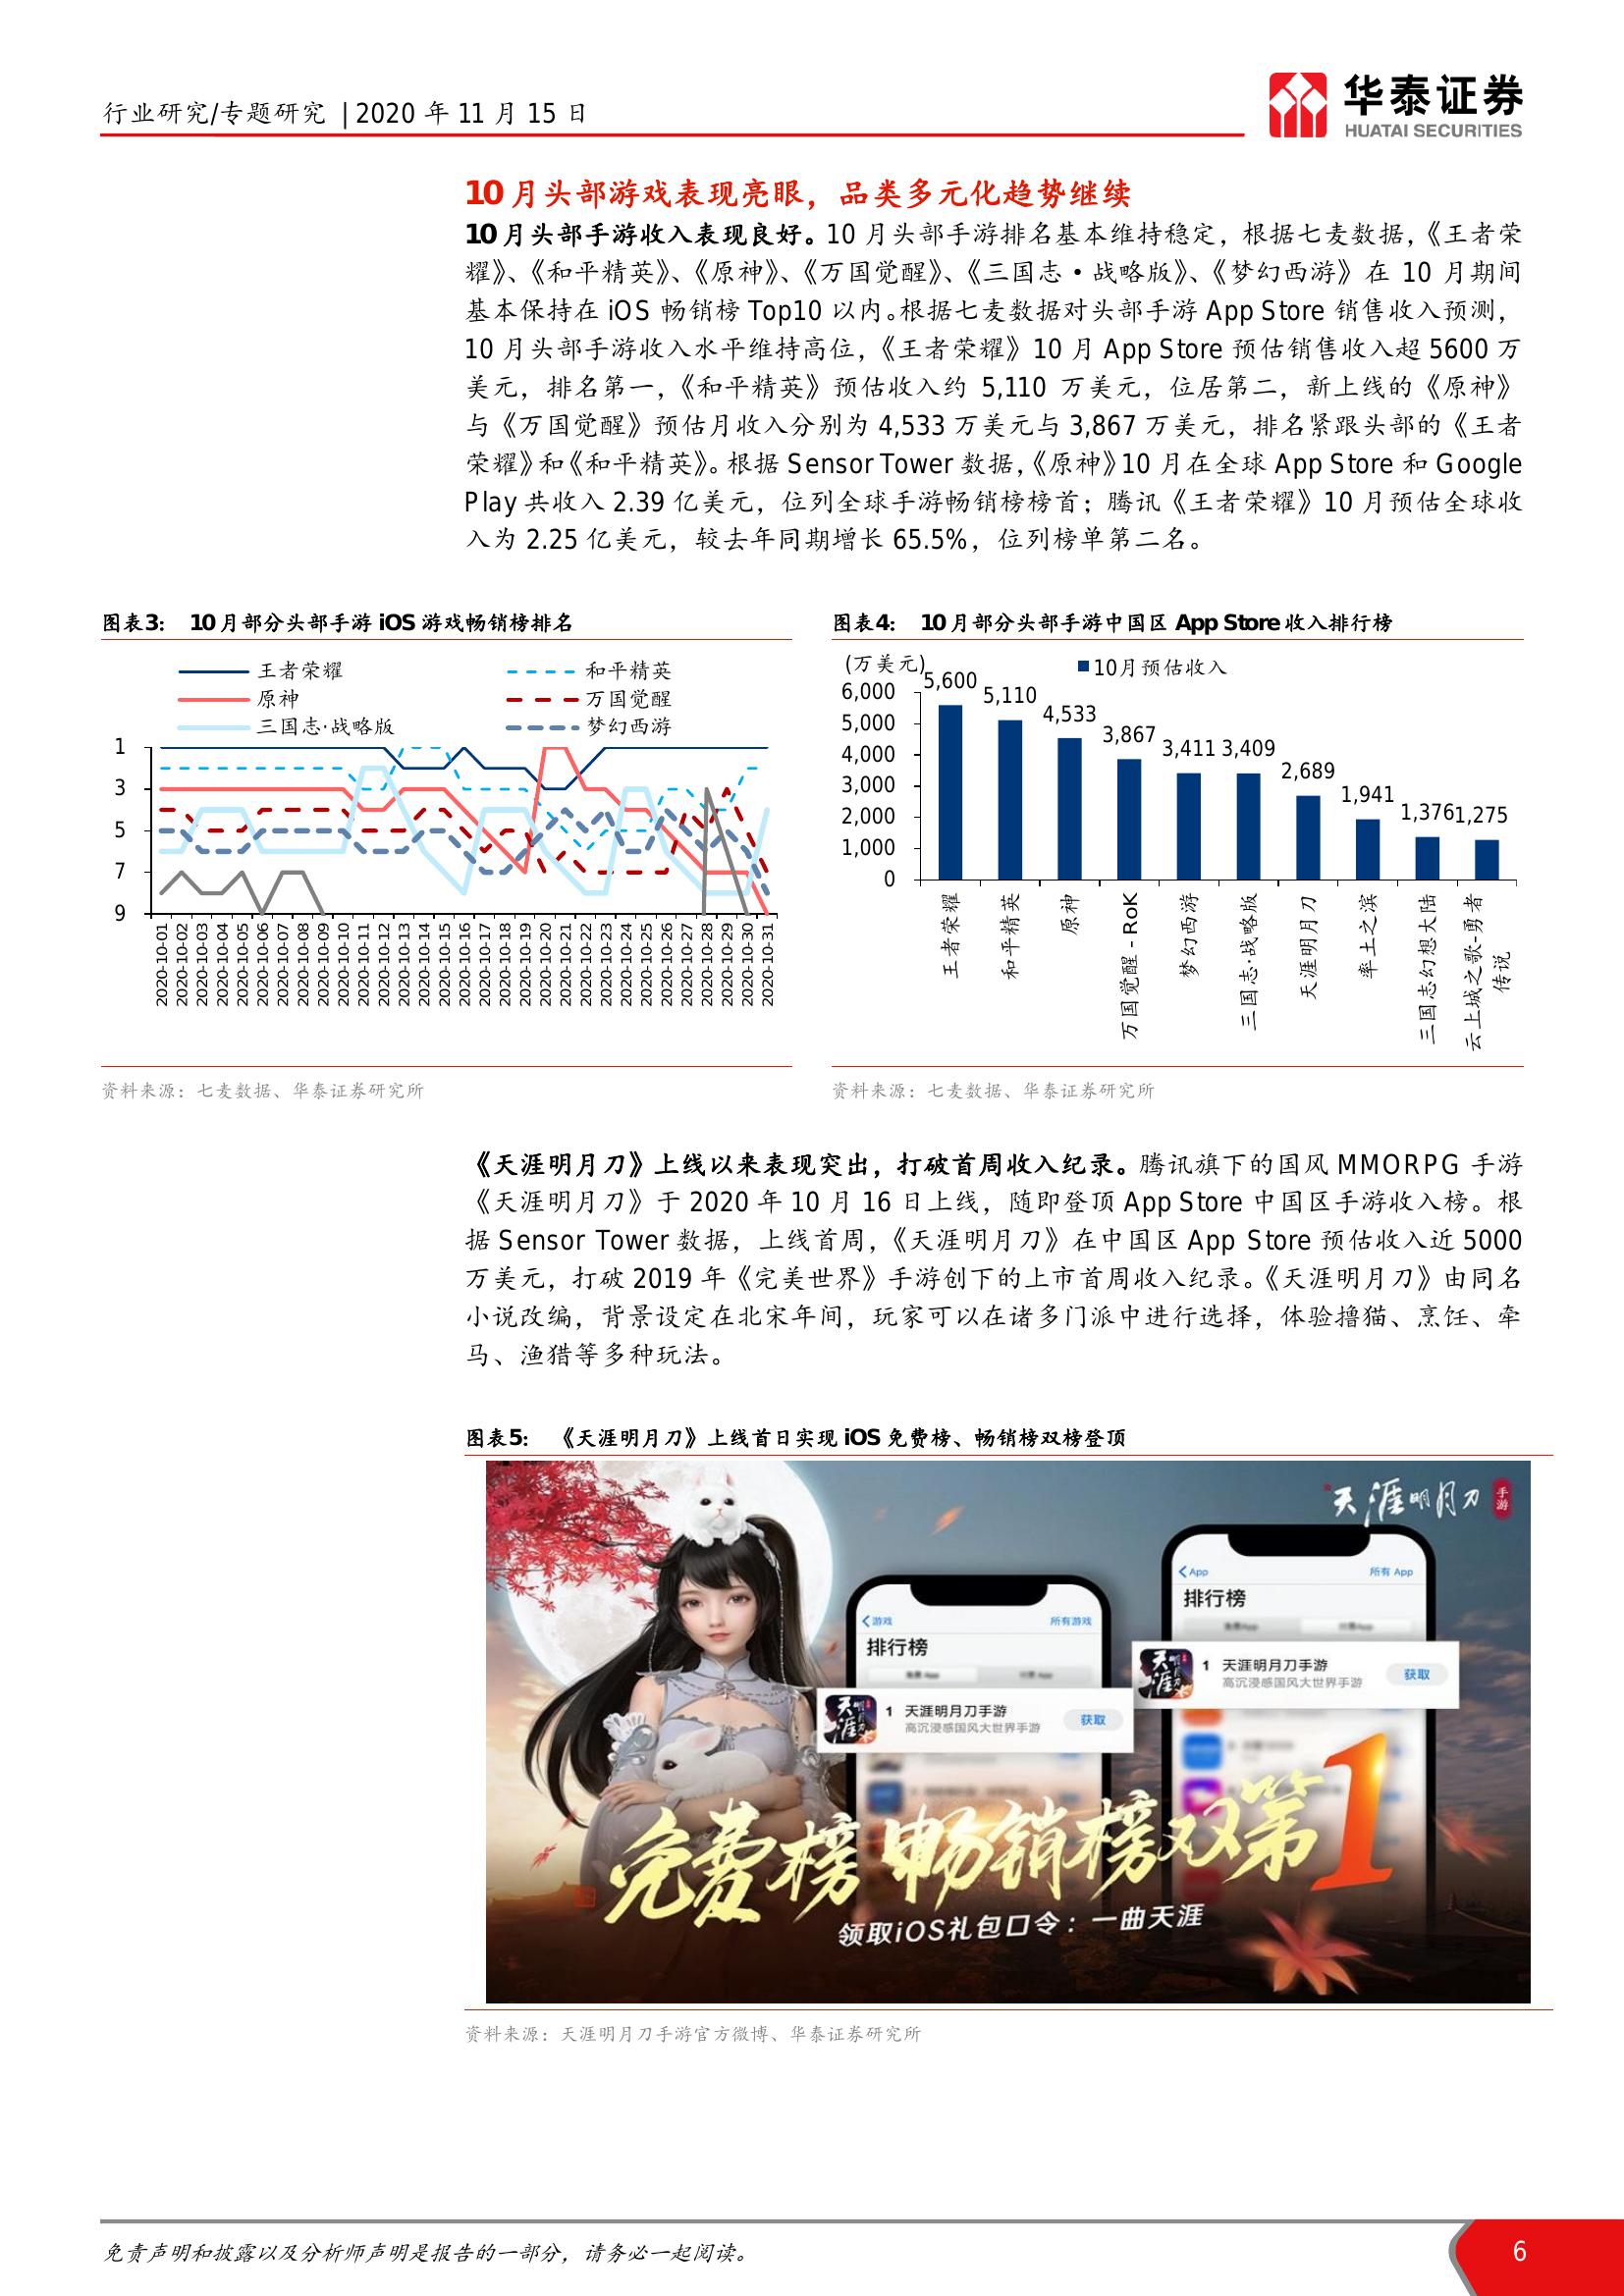 行业研究/专题研究 | 2020 年 11 月 15 日
华泰证券
HUATAI SECURITIES
10 月头部游戏表现亮眼，品类多元化趋势继续
10 月头部手游收入表现良好。10 月头部手游排名基本维持稳定，根据七麦数据，《王者荣
耀》、《和平精英》、《原神》、《万国觉醒》、《三国志·战略版》、《梦幻西游》在 10 月期间
基本保持在 iOS 畅销榜 Top10 以内。根据七麦数据对头部手游 App Store 销售收入预测，
10 月头部手游收入水平维持高位，《王者荣耀》10 月 App Store 预估销售收入超 5600 万
美元，排名第一，《和平精英》预估收入约 5,110 万美元，位居第二，新上线的《原神》
与《万国觉醒》预估月收入分别为 4,533 万美元与 3,867 万美元，排名紧跟头部的《王者
荣耀》和《和平精英》。根据 Sensor Tower 数据，《原神》10 月在全球 App Store 和 Google
Play 共收入 2.39 亿美元，位列全球手游畅销榜榜首；腾讯《王者荣耀》10 月预估全球收
入为 2.25 亿美元，较去年同期增长 65.5%，位列榜单第二名。
图表3： 10 月部分头部手游 iOS 游戏畅销榜排名
王者荣耀 和平精英
原神 万国觉醒
三国志·战略版 梦幻西游
1
3
5
7
9
2020-10-01
2020-10-02
2020-10-03
2020-10-04
2020-10-05
2020-10-06
2020-10-07
2020-10-08
2020-10-09
2020-10-10
2020-10-11
2020-10-12
2020-10-13
2020-10-14
2020-10-15
2020-10-16
2020-10-17
2020-10-18
2020-10-19
2020-10-20
2020-10-21
2020-10-22
2020-10-23
2020-10-24
2020-10-25
2020-10-26
2020-10-27
2020-10-28
2020-10-29
2020-10-30
2020-10-31
资料来源：七麦数据、华泰证券研究所
图表4： 10 月部分头部手游中国区 App Store 收入排行榜
(万美元)
10月预估收入
6,000
5,000
4,000
3,000
2,000
1,000
0
5,600
5,110
4,533
3,867
3,411
3,409
2,689
1,941
1,376
1,275
王者荣耀
和平精英
原神
万国觉醒 - RoK
梦幻西游
三国志·战略版
天涯明月刀
率土之滨
三国志幻想大陆
云上城之歌-勇者
传说
资料来源：七麦数据、华泰证券研究所
《天涯明月刀》上线以来表现突出，打破首周收入纪录。腾讯旗下的国风 MMORPG 手游
《天涯明月刀》于 2020 年 10 月 16 日上线，随即登顶 App Store 中国区手游收入榜。根
据 Sensor Tower 数据，上线首周，《天涯明月刀》在中国区 App Store 预估收入近 5000
万美元，打破 2019 年《完美世界》手游创下的上市首周收入纪录。《天涯明月刀》由同名
小说改编，背景设定在北宋年间，玩家可以在诸多门派中进行选择，体验撸猫、烹饪、牵
马、渔猎等多种玩法。
图表5： 《天涯明月刀》上线首日实现 iOS 免费榜、畅销榜双榜登顶
天涯明月刀 手游
App 所有 App
排行榜
游戏 所有游戏
排行榜
1 天涯明月刀手游
高沉浸感国风大世界手游
获取
1 天涯明月刀手游
高沉浸感国风大世界手游
获取
免费榜 畅销榜双第1
领取iOS礼包口令：一曲天涯
资料来源：天涯明月刀手游官方微博、华泰证券研究所
免责声明和披露以及分析师声明是报告的一部分，请务必一起阅读。
6